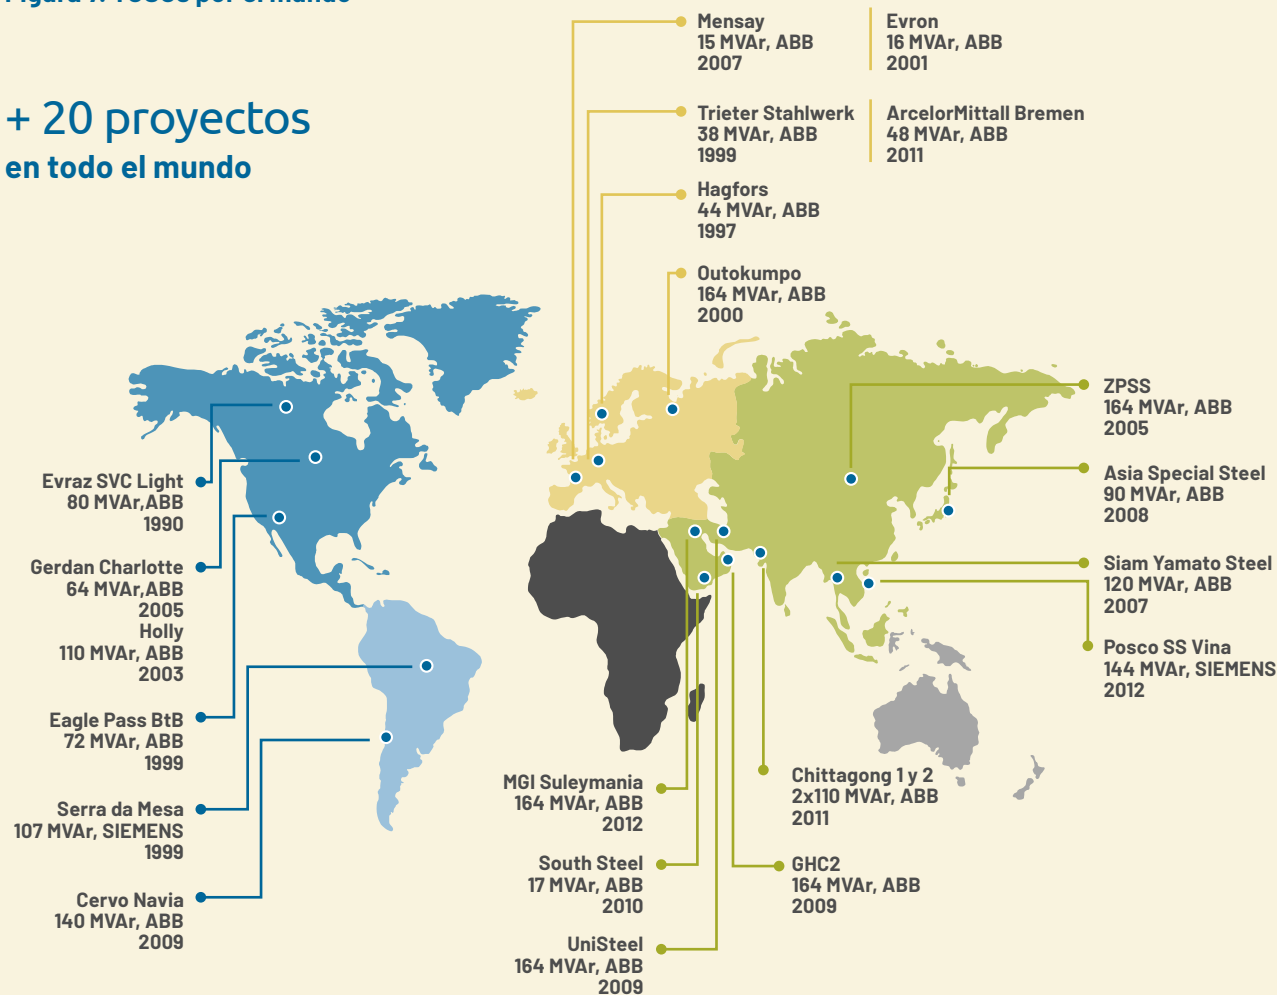 + 20 proyectos
en todo el mundo
Mensay
15 MVAr, ABB
2007
Evron
16 MVAr, ABB
2001
Trieter Stahlwerk
38 MVAr, ABB
1999
ArcelorMittall Bremen
48 MVAr, ABB
2011
Hagfors
44 MVAr, ABB
1997
Outokumpo
164 MVAr, ABB
2000
ZPSS
164 MVAr, ABB
2005
Asia Special Steel
90 MVAr, ABB
2008
Siam Yamato Steel
120 MVAr, ABB
2007
Posco SS Vina
144 MVAr, SIEMENS
2012
Evraz SVC Light
80 MVAr,ABB
1990
Gerdan Charlotte
64 MVAr,ABB
2005
Holly
110 MVAr, ABB
2003
Eagle Pass BtB
72 MVAr, ABB
1999
Serra da Mesa
107 MVAr, SIEMENS
1999
Cervo Navia
140 MVAr, ABB
2009
MGI Suleymania
164 MVAr, ABB
2012
South Steel
17 MVAr, ABB
2010
UniSteel
164 MVAr, ABB
2009
Chittagong 1 y 2
2x110 MVAr, ABB
2011
GHC2
164 MVAr, ABB
2009